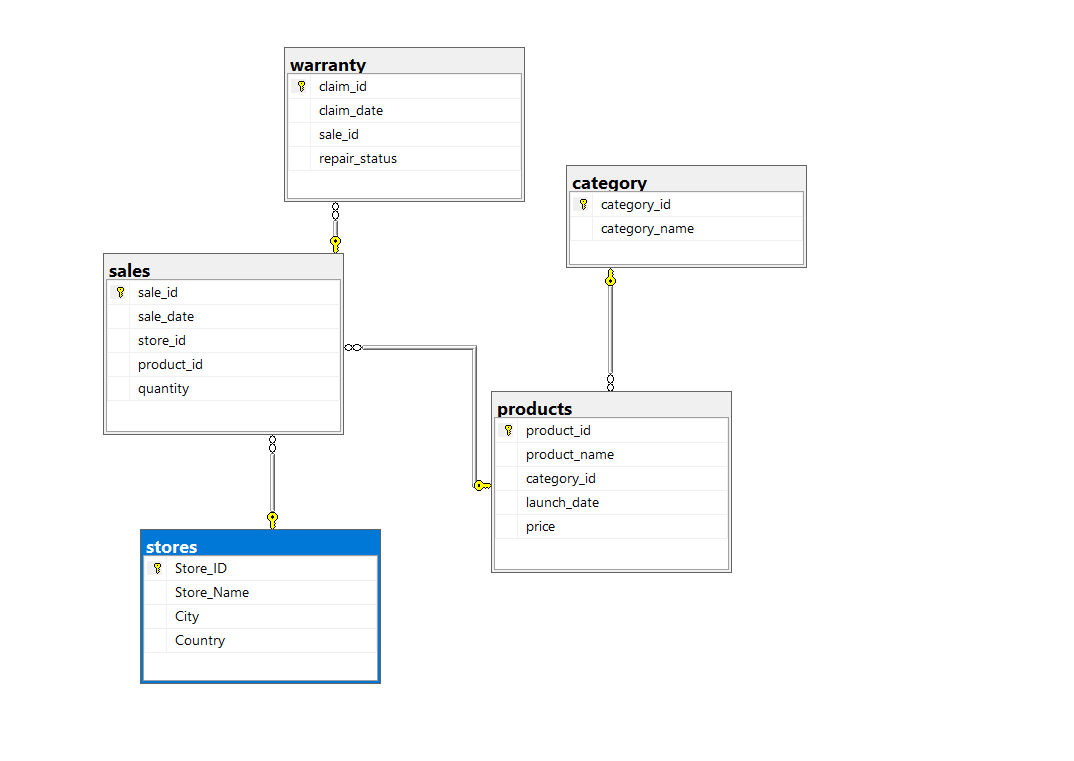 warranty
claim_id
claim_date
sale_id
repair_status
category
category_id
category_name
sales
sale_id
sale_date
store_id
product_id
quantity
products
product_id
product_name
category_id
launch_date
price
stores
Store_ID
Store_Name
City
Country